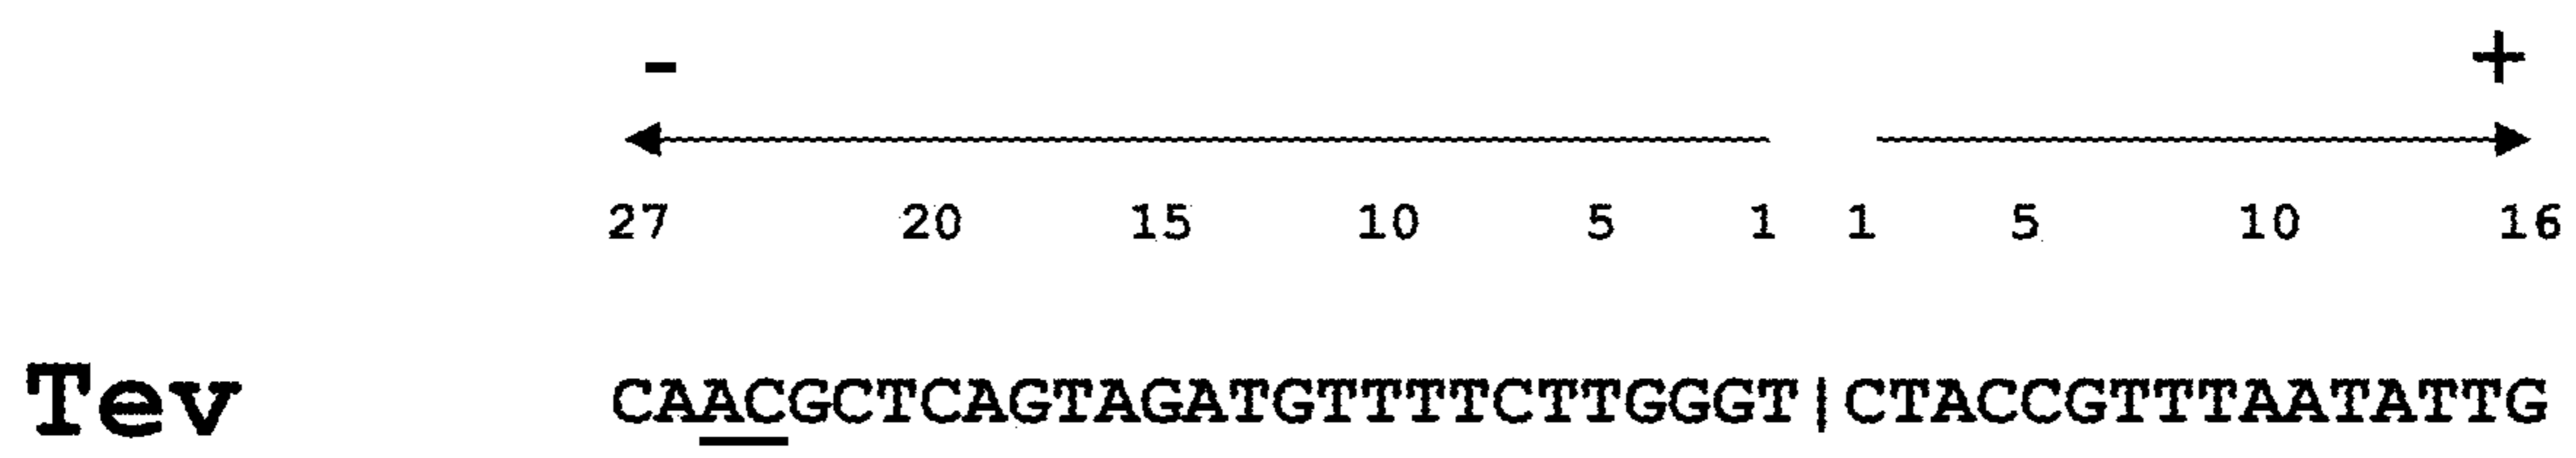 - +
27 20 15 10 5 1 1 5 10 16
Tev CAACGCTCAGTAGATGTTTTCTTGGGT|CTACCGTTTAATATTG